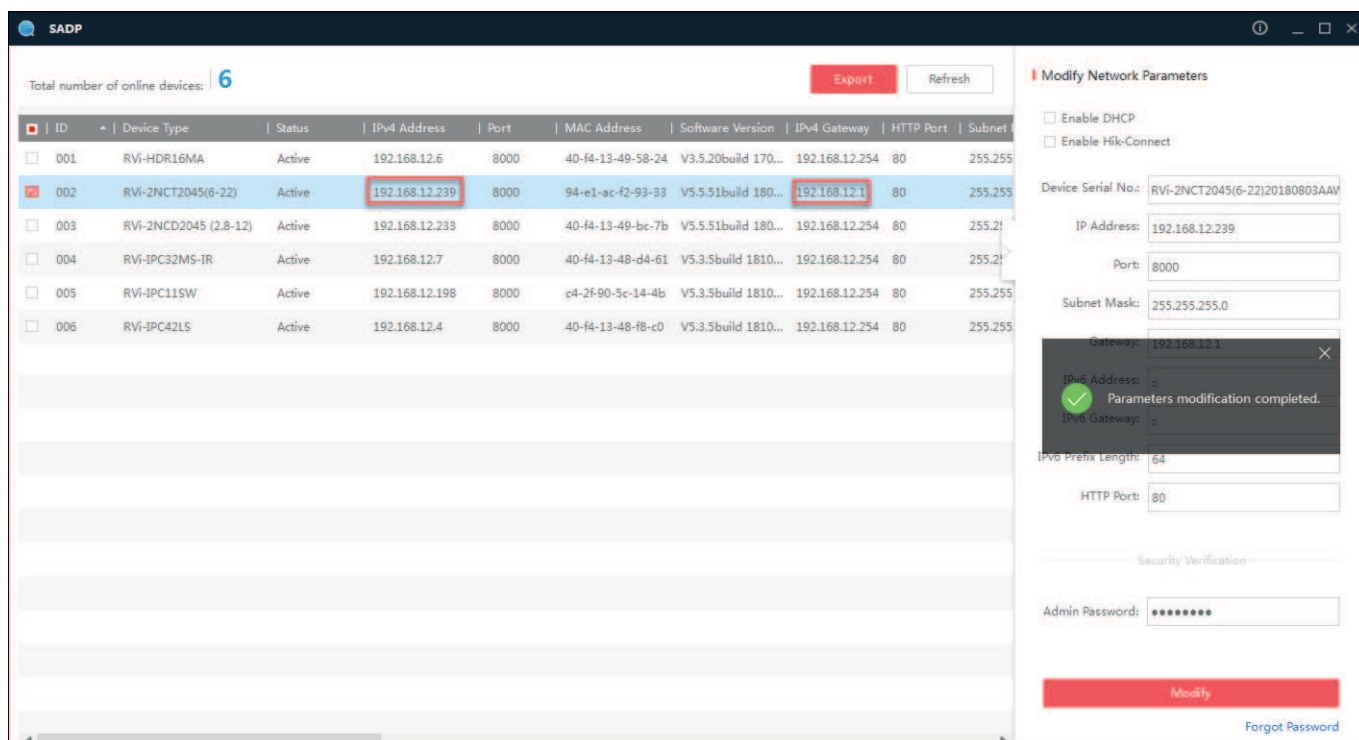 SADP
Total number of online devices: 6
Export
Refresh
ID
Device Type
Status
IPv4 Address
Port
MAC Address
Software Version
IPv4 Gateway
HTTP Port
Subnet
001 RVi-HDR16MA Active 192.168.12.6 8000 40-f4-13-49-58-24 V3.5.20build 170... 192.168.12.254 80 255.255
002 RVi-2NCT2045(6-22) Active 192.168.12.239 8000 94-e1-ac-f2-93-33 V5.5.51build 180... 192.168.12.1 80 255.255
003 RVi-2NCD2045 (2.8-12) Active 192.168.12.233 8000 40-f4-13-49-bc-7b V5.5.51build 180... 192.168.12.254 80 255.2
004 RVi-IPC32MS-IR Active 192.168.12.7 8000 40-f4-13-48-d4-61 V5.3.5build 1810... 192.168.12.254 80 255.2
005 RVi-IPC11SW Active 192.168.12.198 8000 c4-2f-90-5c-14-4b V5.3.5build 1810... 192.168.12.254 80 255.255
006 RVi-IPC42LS Active 192.168.12.4 8000 40-f4-13-48-f8-c0 V5.3.5build 1810... 192.168.12.254 80 255.255
Modify Network Parameters
Enable DHCP
Enable Hik-Connect
Device Serial No.: RVi-2NCT2045(6-22)20180803AAV
IP Address: 192.168.12.239
Port: 8000
Subnet Mask: 255.255.255.0
Gateway: 192.168.12.1
IPv6 Address: ::
Parameters modification completed.
IPv6 Gateway: ::
IPv6 Prefix Length: 64
HTTP Port: 80
Security Verification
Admin Password: ●●●●●●●●
Modify
Forgot Password